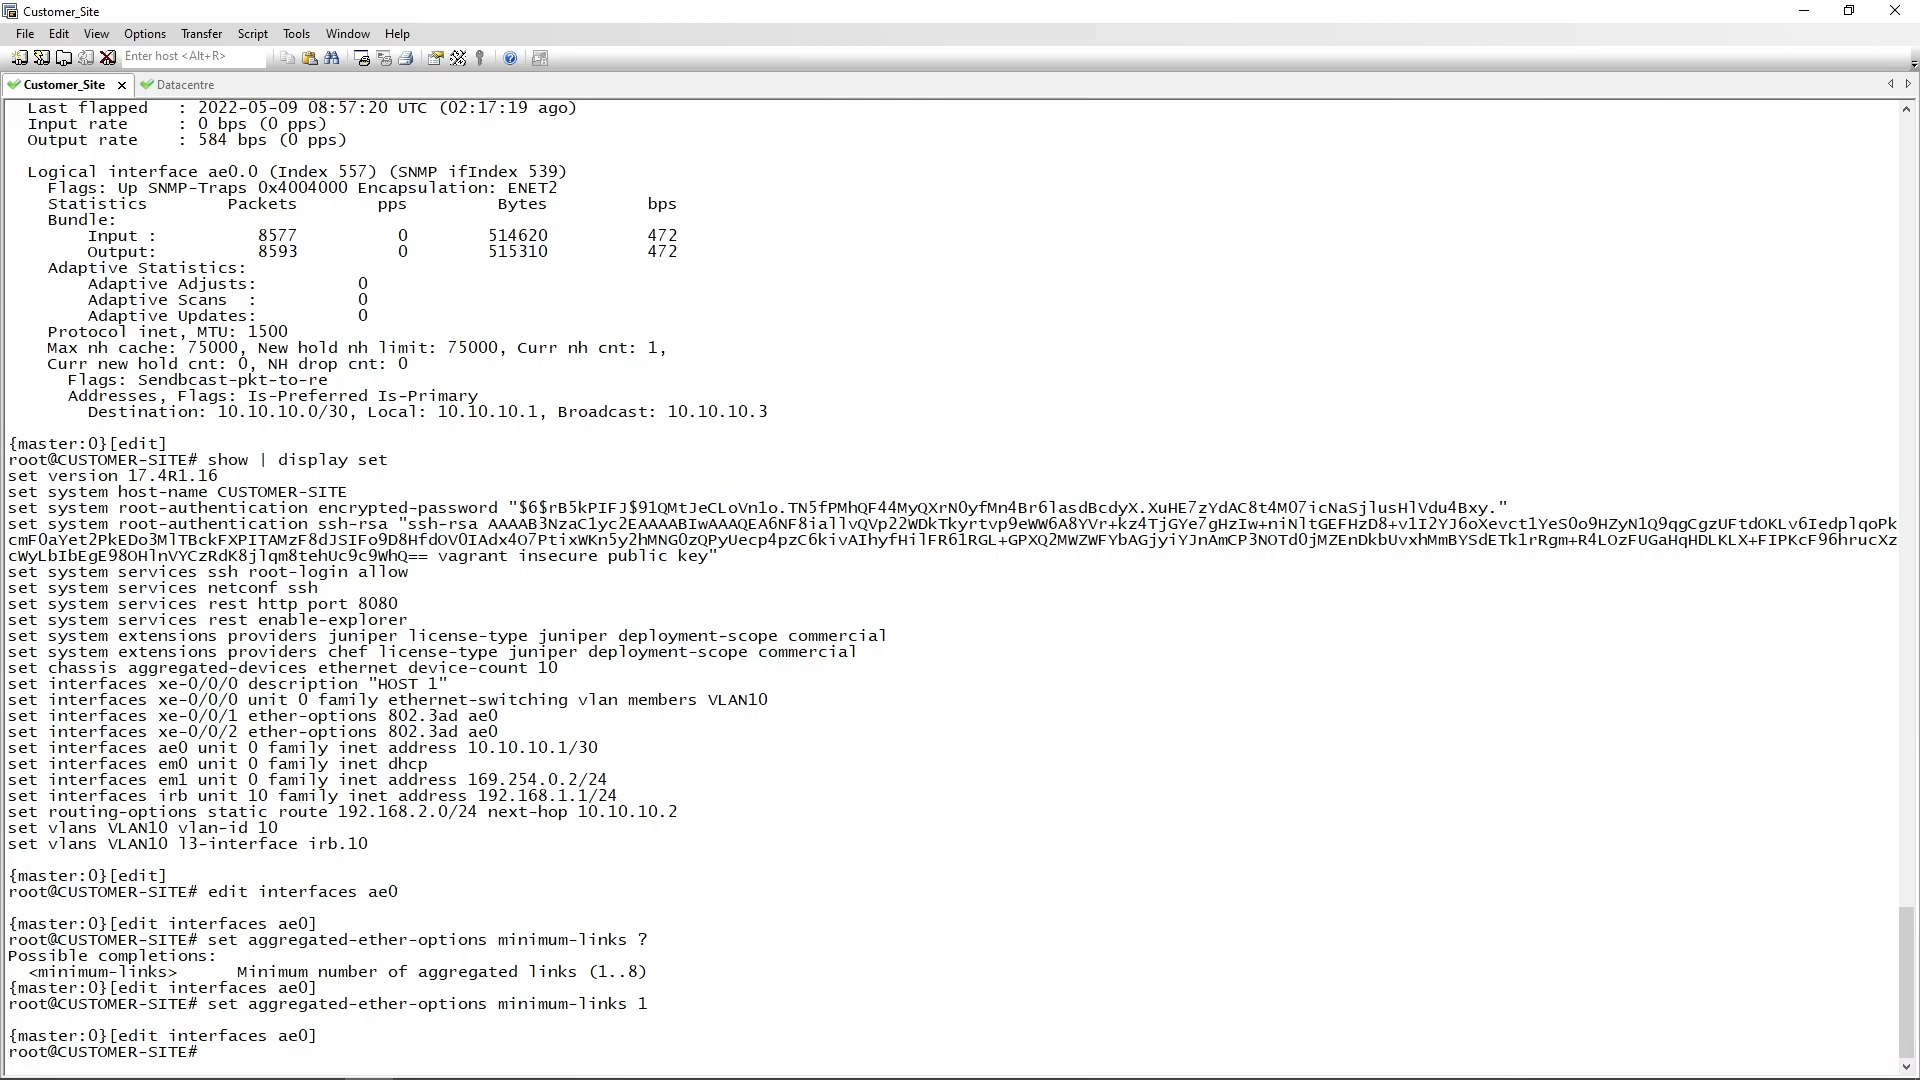 Customer_Site
File Edit View Options Transfer Script Tools Window Help
Enter host <Alt+R>
Customer_Site Datacentre
Last flapped : 2022-05-09 08:57:20 UTC (02:17:19 ago)
Input rate : 0 bps (0 pps)
Output rate : 584 bps (0 pps)
Logical interface ae0.0 (Index 557) (SNMP ifIndex 539)
Flags: Up SNMP-Traps 0x4004000 Encapsulation: ENET2
Statistics Packets pps Bytes bps
Bundle:
Input : 8577 0 514620 472
Output: 8593 0 515310 472
Adaptive Statistics:
Adaptive Adjusts: 0
Adaptive Scans : 0
Adaptive Updates: 0
Protocol inet, MTU: 1500
Max nh cache: 75000, New hold nh limit: 75000, Curr nh cnt: 1,
Curr new hold cnt: 0, NH drop cnt: 0
Flags: Sendbcast-pkt-to-re
Addresses, Flags: Is-Preferred Is-Primary
Destination: 10.10.10.0/30, Local: 10.10.10.1, Broadcast: 10.10.10.3
{master:0}[edit]
root@CUSTOMER-SITE# show | display set
set version 17.4R1.16
set system host-name CUSTOMER-SITE
set system root-authentication encrypted-password
set system root-authentication ssh-rsa "ssh-rsa
vagrant insecure public key"
set system services ssh root-login allow
set system services netconf ssh
set system services rest http port 8080
set system services rest enable-explorer
set system extensions providers juniper license-type juniper deployment-scope commercial
set system extensions providers chef license-type juniper deployment-scope commercial
set chassis aggregated-devices ethernet device-count 10
set interfaces xe-0/0/0 description "HOST 1"
set interfaces xe-0/0/0 unit 0 family ethernet-switching vlan members VLAN10
set interfaces xe-0/0/1 ether-options 802.3ad ae0
set interfaces xe-0/0/2 ether-options 802.3ad ae0
set interfaces ae0 unit 0 family inet address 10.10.10.1/30
set interfaces em0 unit 0 family inet dhcp
set interfaces em1 unit 0 family inet address 169.254.0.2/24
set interfaces irb unit 10 family inet address 192.168.1.1/24
set routing-options static route 192.168.2.0/24 next-hop 10.10.10.2
set vlans VLAN10 vlan-id 10
set vlans VLAN10 l3-interface irb.10
{master:0}[edit]
root@CUSTOMER-SITE# edit interfaces ae0
{master:0}[edit interfaces ae0]
root@CUSTOMER-SITE# set aggregated-ether-options minimum-links ?
Possible completions:
<minimum-links> Minimum number of aggregated links (1..8)
{master:0}[edit interfaces ae0]
root@CUSTOMER-SITE# set aggregated-ether-options minimum-links 1
{master:0}[edit interfaces ae0]
root@CUSTOMER-SITE#